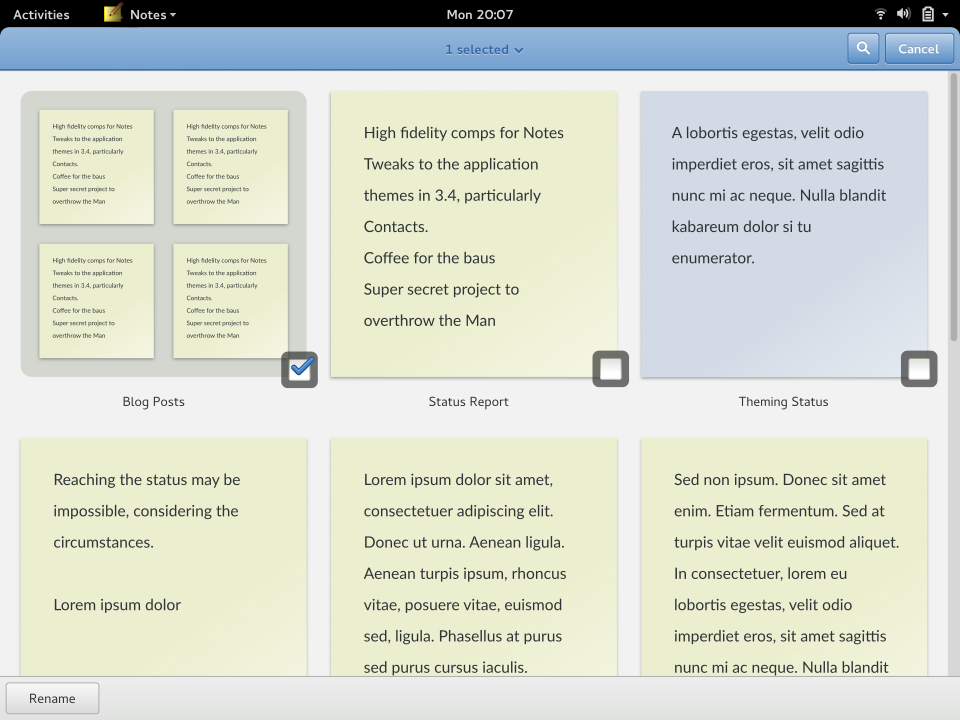 Activities
Notes
Mon 20:07
1 selected
Cancel
High fidelity comps for Notes
Tweaks to the application
themes in 3.4, particularly
Contacts.
Coffee for the baus
Super secret project to
overthrow the Man
High fidelity comps for Notes
Tweaks to the application
themes in 3.4, particularly
Contacts.
Coffee for the baus
Super secret project to
overthrow the Man
High fidelity comps for Notes
Tweaks to the application
themes in 3.4, particularly
Contacts.
Coffee for the baus
Super secret project to
overthrow the Man
High fidelity comps for Notes
Tweaks to the application
themes in 3.4, particularly
Contacts.
Coffee for the baus
Super secret project to
overthrow the Man
Blog Posts
High fidelity comps for Notes
Tweaks to the application
themes in 3.4, particularly
Contacts.
Coffee for the baus
Super secret project to
overthrow the Man
Status Report
A lobortis egestas, velit odio
imperdiet eros, sit amet sagittis
nunc mi ac neque. Nulla blandit
kabareum dolor si tu
enumerator.
Theming Status
Reaching the status may be
impossible, considering the
circumstances.
Lorem ipsum dolor
Lorem ipsum dolor sit amet,
consectetuer adipiscing elit.
Donec ut urna. Aenean ligula.
Aenean turpis ipsum, rhoncus
vitae, posuere vitae, euismod
sed, ligula. Phasellus at purus
sed purus cursus iaculis.
Sed non ipsum. Donec sit amet
enim. Etiam fermentum. Sed at
turpis vitae velit euismod aliquet.
In consectetuer, lorem eu
lobortis egestas, velit odio
imperdiet eros, sit amet sagittis
nunc mi ac neque. Nulla blandit
Rename